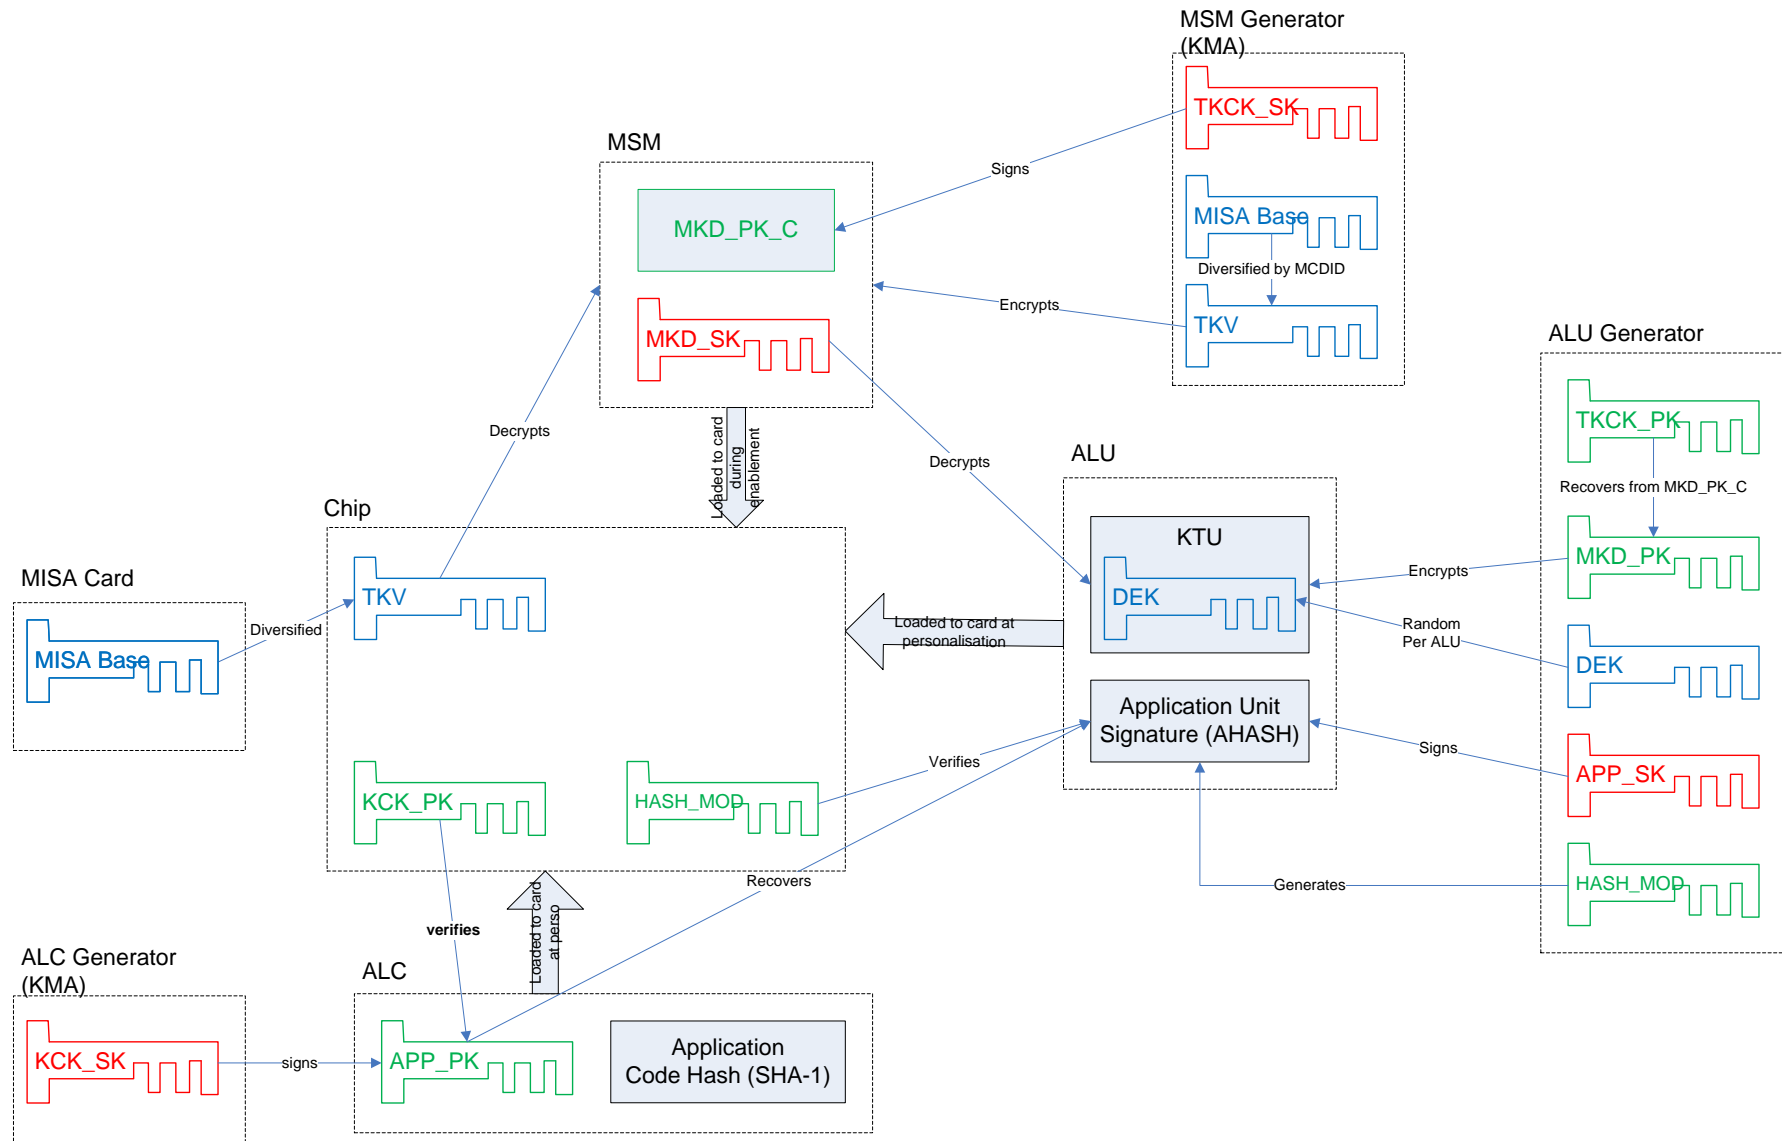 MSM Generator
(KMA)
TKCK_SK
MISA Base
Diversified by MCDID
TKV
MSM
MKD_PK_C
MKD_SK
Signs
Encrypts
Decrypts
Decrypts
Loaded to card
during
enablement
ALU Generator
TKCK_PK
Recovers from MKD_PK_C
MKD_PK
DEK
APP_SK
HASH_MOD
ALU
KTU
DEK
Application Unit
Signature (AHASH)
Encrypts
Random
Per ALU
Signs
Generates
Loaded to card at
personalisation
Chip
TKV
KCK_PK
HASH_MOD
Verifies
Recovers
MISA Card
MISA Base
Diversified
verifies
Loaded to card
at perso
ALC Generator
(KMA)
KCK_SK
signs
ALC
APP_PK
Application
Code Hash (SHA-1)